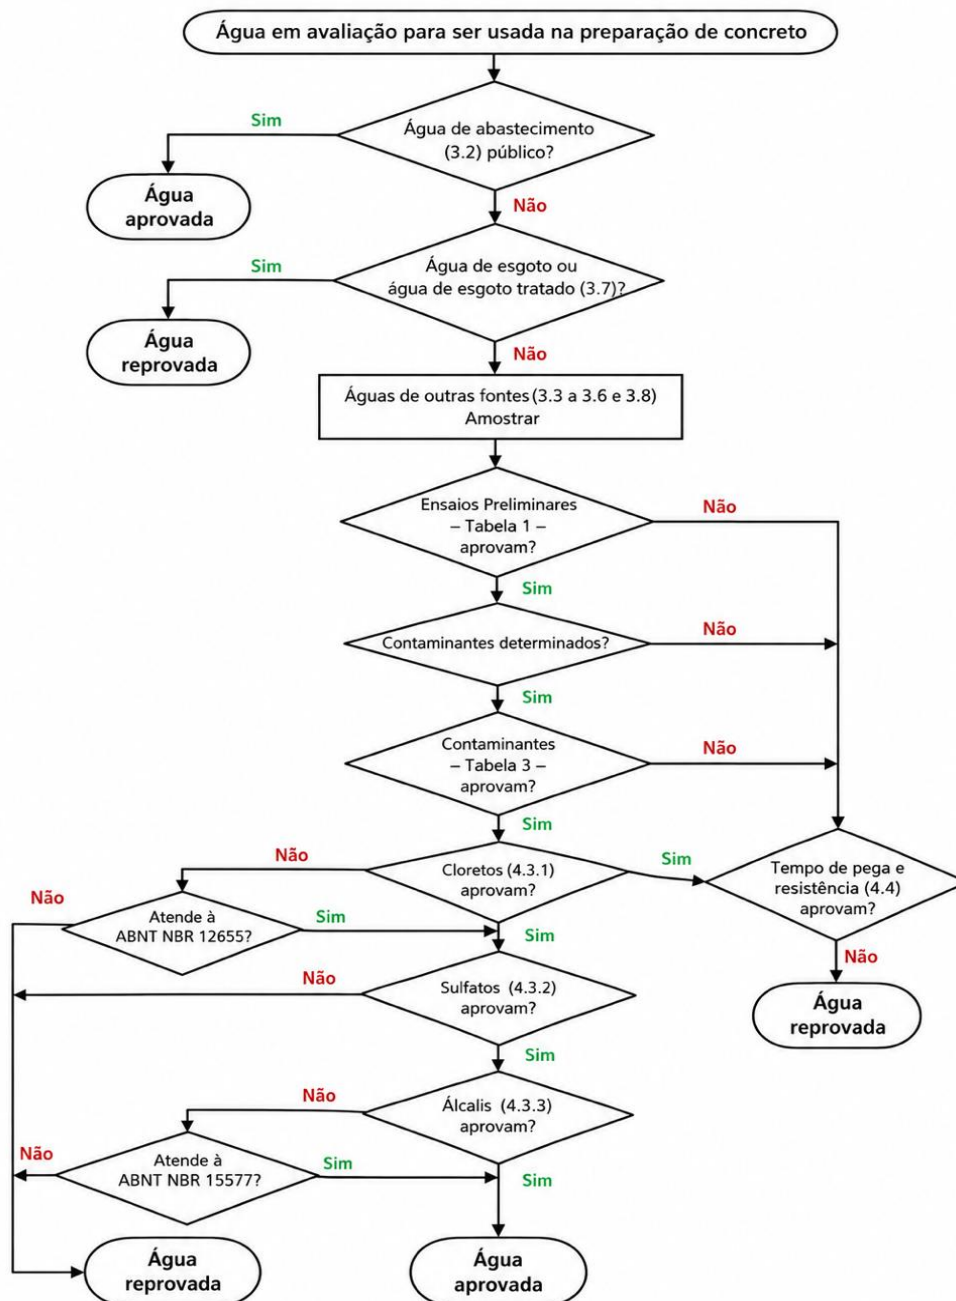 Água em avaliação para ser usada na preparação de concreto
Sim
Água de abastecimento
(3.2) público?
Água
aprovada
Não
Sim
Água de esgoto ou
água de esgoto tratado (3.7)?
Água
reprovada
Não
Águas de outras fontes (3.3 a 3.6 e 3.8)
Amostrar
Ensaios Preliminares
– Tabela 1 –
aprovam?
Não
Sim
Contaminantes determinados?
Não
Sim
Contaminantes
– Tabela 3 –
aprovam?
Não
Sim
Não
Cloretos (4.3.1)
aprovam?
Sim
Tempo de pega e
resistência (4.4)
aprovam?
Não
Atende à
ABNT NBR 12655?
Sim
Sim
Não
Não
Sulfatos (4.3.2)
aprovam?
Água
reprovada
Sim
Não
Álcalis (4.3.3)
aprovam?
Não
Atende à
ABNT NBR 15577?
Sim
Sim
Água
reprovada
Água
aprovada